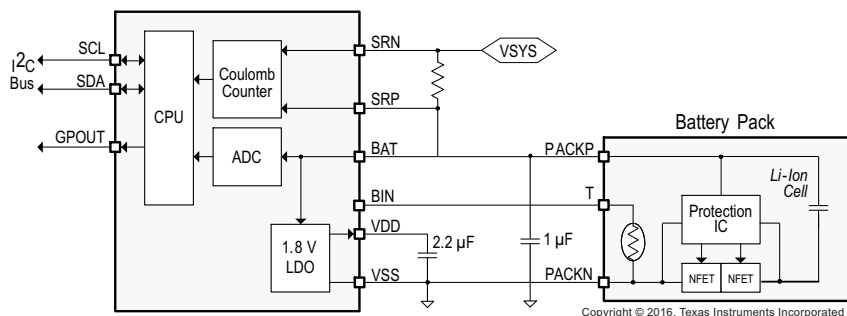 SCL
I2C
Bus
SDA
GPOUT
CPU
Coulomb
Counter
ADC
1.8 V
LDO
SRN
VSYS
SRP
BAT
BIN
VDD
2.2 µF
VSS
1 µF
Battery Pack
PACKP
T
PACKN
Li-Ion
Cell
Protection
IC
NFET
NFET
Copyright © 2016, Texas Instruments Incorporated